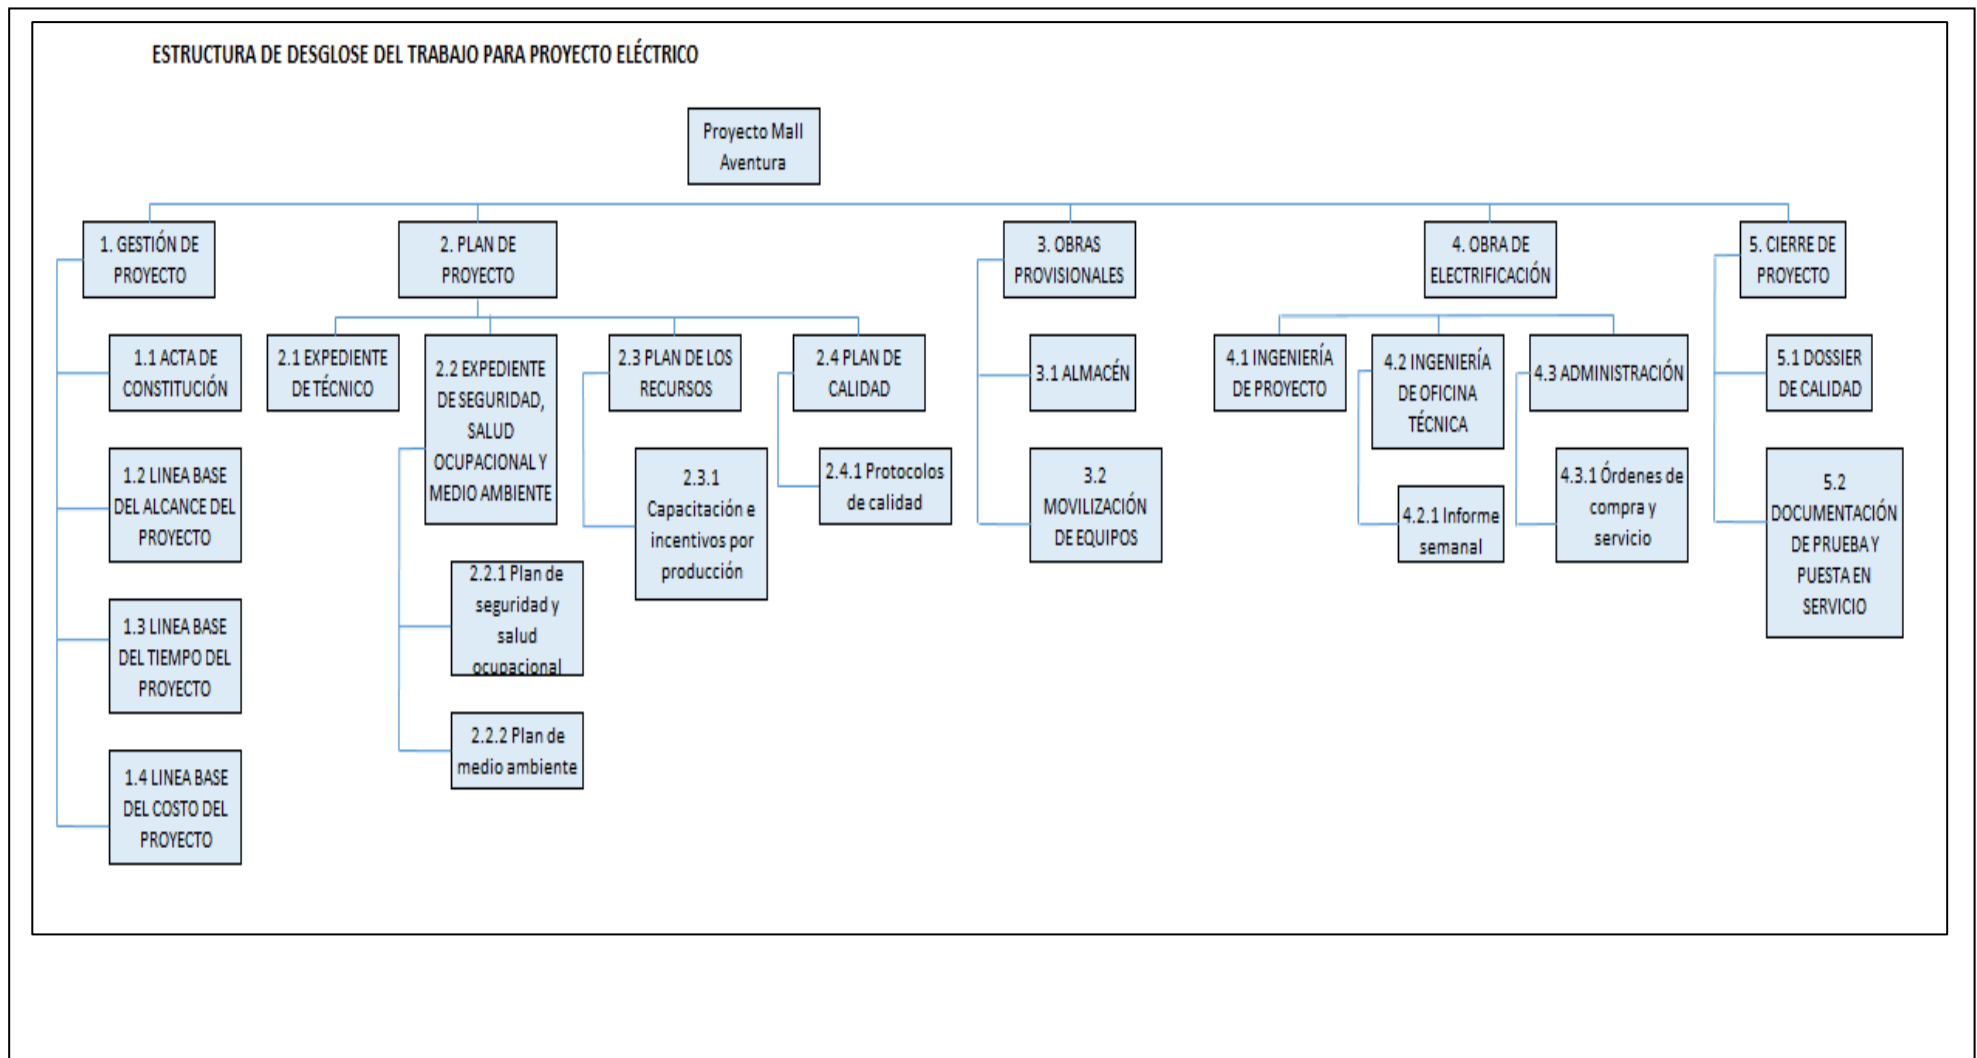 ESTRUCTURA DE DESGLOSE DEL TRABAJO PARA PROYECTO ELÉCTRICO
Proyecto Mall
Aventura
1. GESTIÓN DE
PROYECTO
1.1 ACTA DE
CONSTITUCIÓN
1.2 LINEA BASE
DEL ALCANCE DEL
PROYECTO
1.3 LINEA BASE
DEL TIEMPO DEL
PROYECTO
1.4 LINEA BASE
DEL COSTO DEL
PROYECTO
2. PLAN DE
PROYECTO
2.1 EXPEDIENTE
DE TÉCNICO
2.2 EXPEDIENTE
DE SEGURIDAD,
SALUD
OCUPACIONAL Y
MEDIO AMBIENTE
2.2.1 Plan de
seguridad y
salud
ocupacional
2.2.2 Plan de
medio ambiente
2.3 PLAN DE LOS
RECURSOS
2.3.1
Capacitación e
incentivos por
producción
2.4 PLAN DE
CALIDAD
2.4.1 Protocolos
de calidad
3. OBRAS
PROVISIONALES
3.1 ALMACÉN
3.2
MOVILIZACIÓN
DE EQUIPOS
4. OBRA DE
ELECTRIFICACIÓN
4.1 INGENIERÍA
DE PROYECTO
4.2 INGENIERÍA
DE OFICINA
TÉCNICA
4.2.1 Informe
semanal
4.3 ADMINISTRACIÓN
4.3.1 Órdenes de
compra y
servicio
5. CIERRE DE
PROYECTO
5.1 DOSSIER
DE CALIDAD
5.2
DOCUMENTACIÓN
DE PRUEBA Y
PUESTA EN
SERVICIO